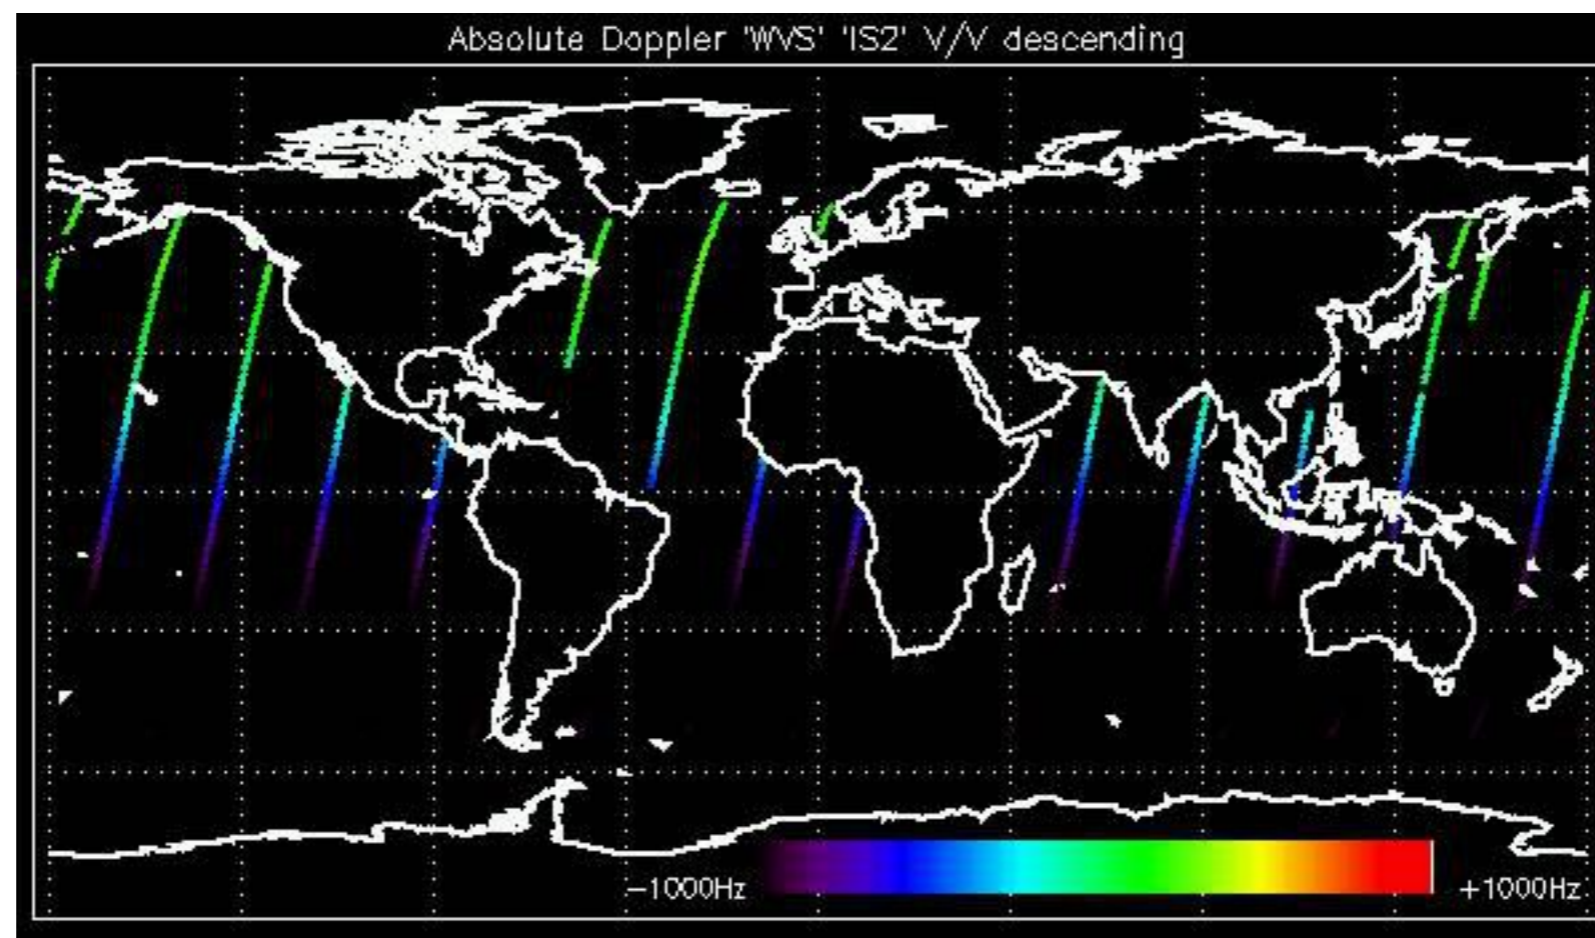 Absolute Doppler 'WVS' 'IS2' V/V descending
−1000Hz
+1000Hz